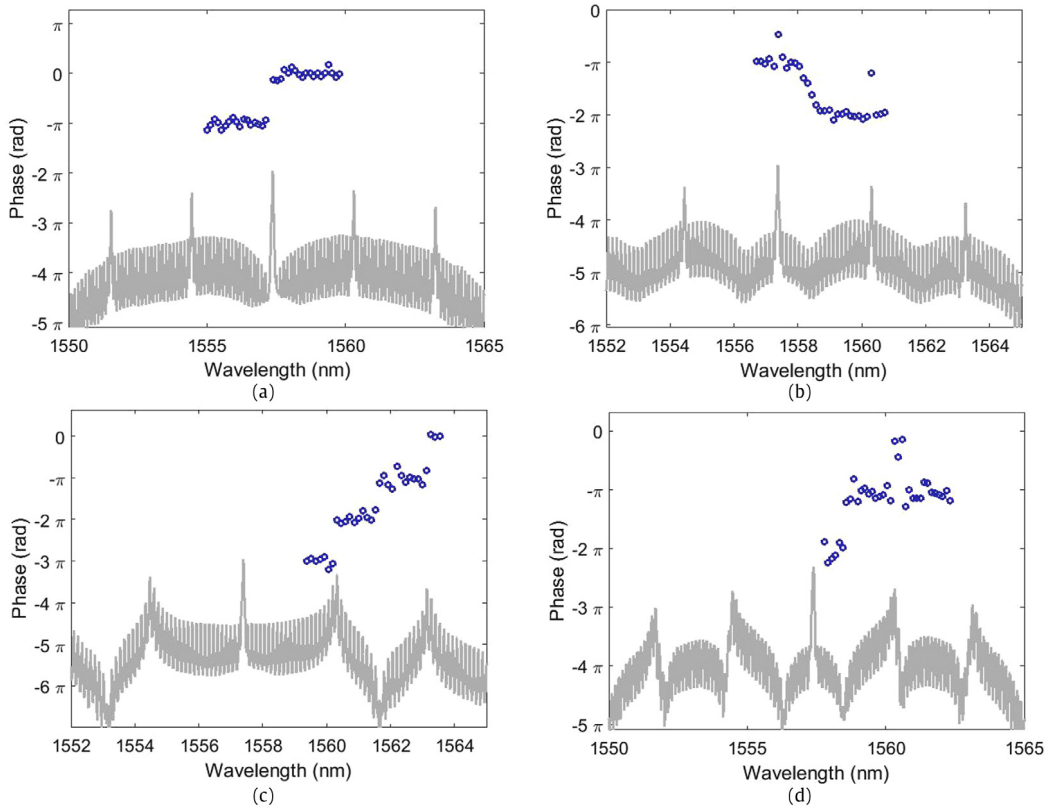 π
0
-π
-2 π
-3 π
-4 π
-5 π
Phase (rad)
1550
1555
1560
1565
Wavelength (nm)
(a)
0
-π
-2 π
-3 π
-4 π
-5 π
-6 π
Phase (rad)
1552
1554
1556
1558
1560
1562
1564
Wavelength (nm)
(b)
0
-π
-2 π
-3 π
-4 π
-5 π
-6 π
Phase (rad)
1552
1554
1556
1558
1560
1562
1564
Wavelength (nm)
(c)
0
-π
-2 π
-3 π
-4 π
-5 π
Phase (rad)
1550
1555
1560
1565
Wavelength (nm)
(d)